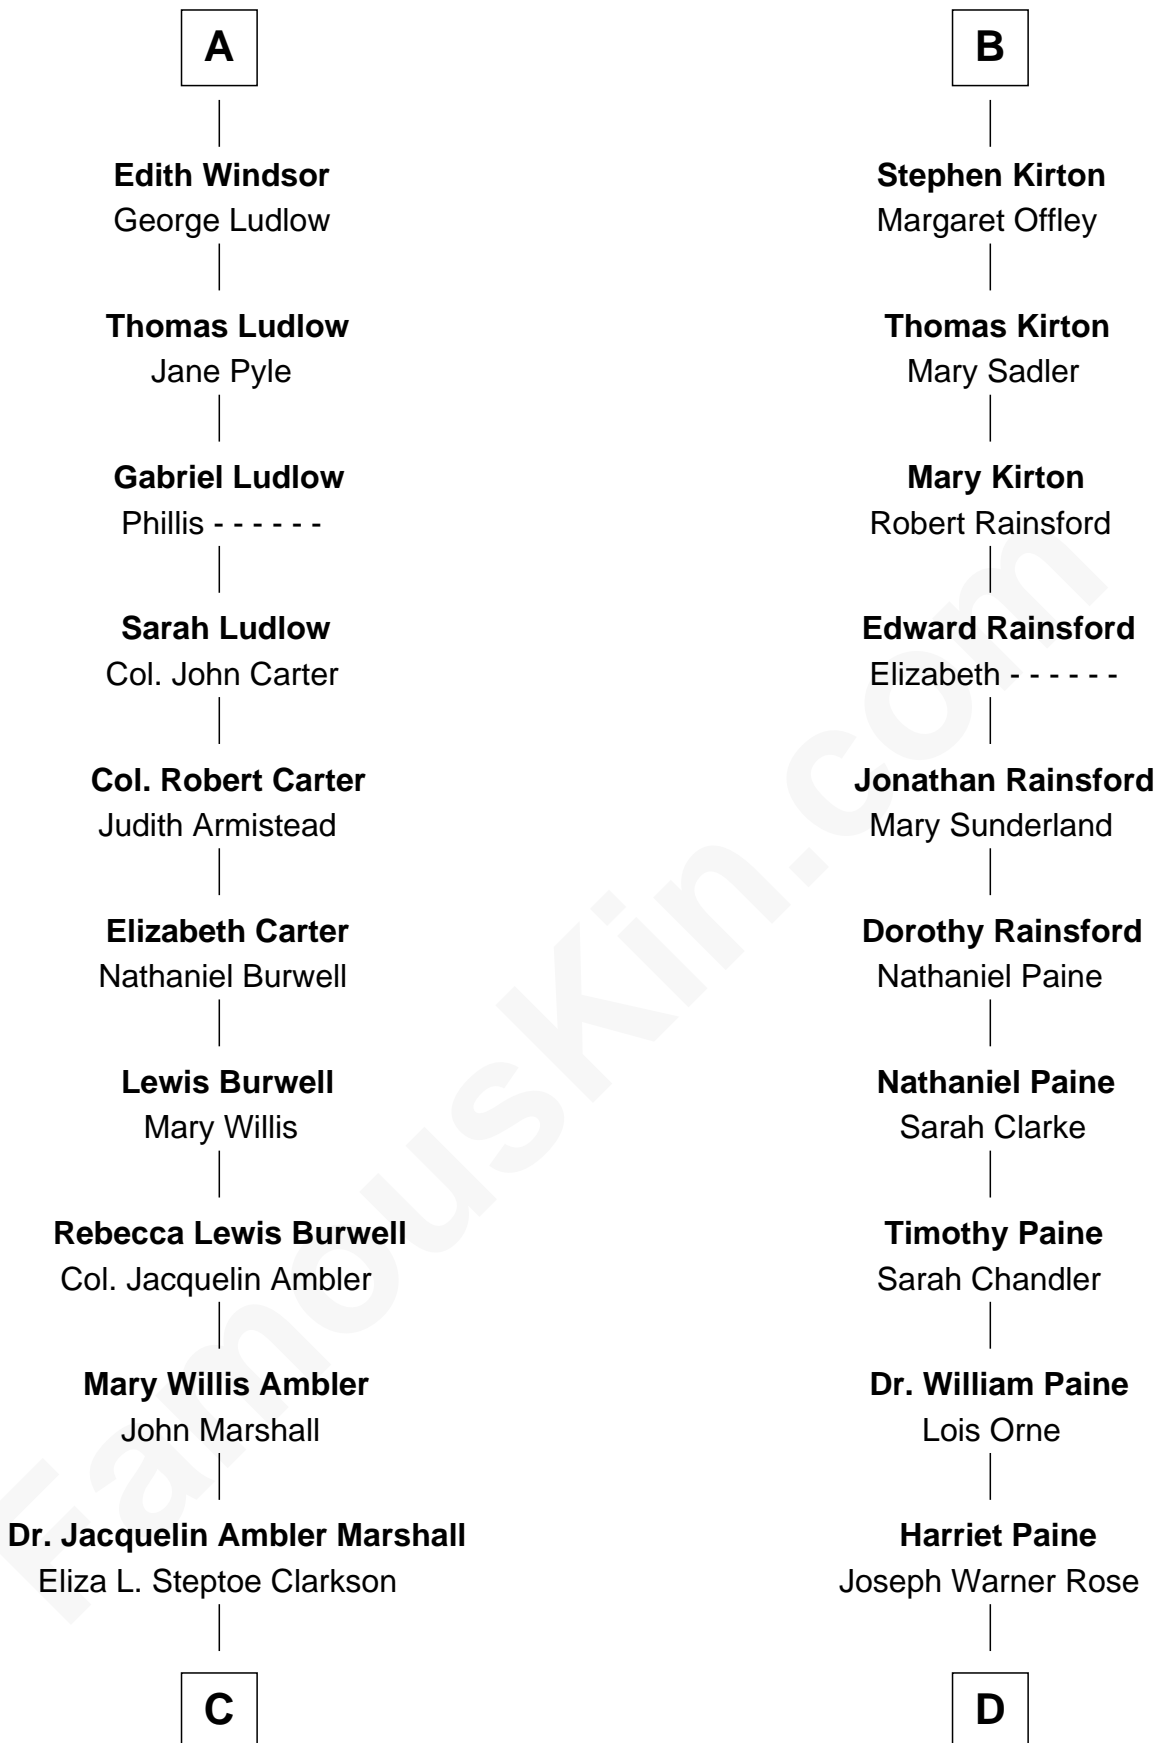 A
Edith Windsor
George Ludlow
Thomas Ludlow
Jane Pyle
Gabriel Ludlow
Phillis - - - - - -
Sarah Ludlow
Col. John Carter
Col. Robert Carter
Judith Armistead
Elizabeth Carter
Nathaniel Burwell
Lewis Burwell
Mary Willis
Rebecca Lewis Burwell
Col. Jacquelin Ambler
Mary Willis Ambler
John Marshall
Dr. Jacquelin Ambler Marshall
Eliza L. Steptoe Clarkson
C
B
Stephen Kirton
Margaret Offley
Thomas Kirton
Mary Sadler
Mary Kirton
Robert Rainsford
Edward Rainsford
Elizabeth - - - - - -
Jonathan Rainsford
Mary Sunderland
Dorothy Rainsford
Nathaniel Paine
Nathaniel Paine
Sarah Clarke
Timothy Paine
Sarah Chandler
Dr. William Paine
Lois Orne
Harriet Paine
Joseph Warner Rose
D
FamousKin.com